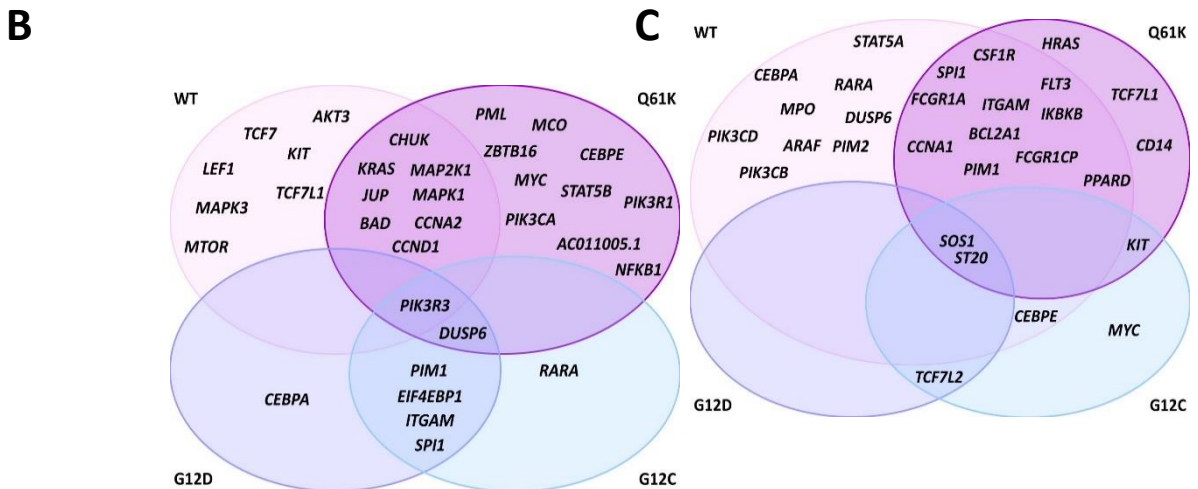 B
WT
Q61K
AKT3
TCF7
KIT
LEF1
TCF7L1
MAPK3
MTOR
CHUK
KRAS MAP2K1
JUP MAPK1
BAD CCNA2
CCND1
PML
MCO
ZBTB16
CEBPE
MYC
STAT5B
PIK3R1
PIK3CA
AC011005.1
NFKB1
PIK3R3
DUSP6
CEBPA
PIM1
EIF4EBP1
ITGAM
SPI1
RARA
G12D
G12C
C
WT
Q61K
STAT5A
CEBPA
RARA
MPO
DUSP6
PIK3CD
ARAF PIM2
PIK3CB
CSF1R
HRAS
SPI1
FLT3
TCF7L1
FCGR1A
ITGAM
IKBKB
BCL2A1
CCNA1
CD14
FCGR1CP
PIM1
PPARD
SOS1
ST20
KIT
CEBPE
MYC
TCF7L2
G12D
G12C